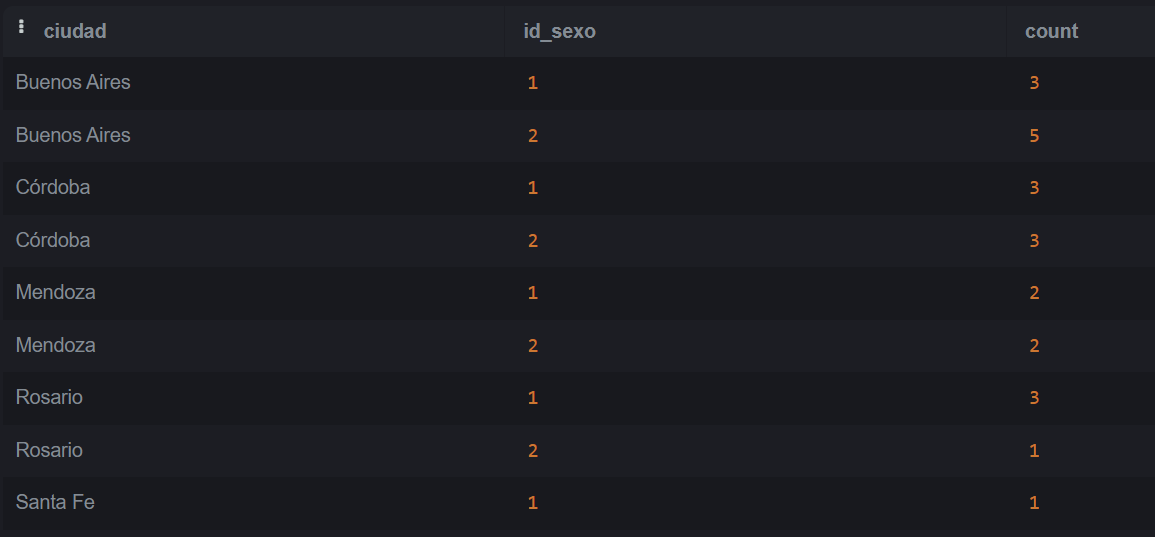 ciudad id_sexo count
Buenos Aires 1 3
Buenos Aires 2 5
Córdoba 1 3
Córdoba 2 3
Mendoza 1 2
Mendoza 2 2
Rosario 1 3
Rosario 2 1
Santa Fe 1 1